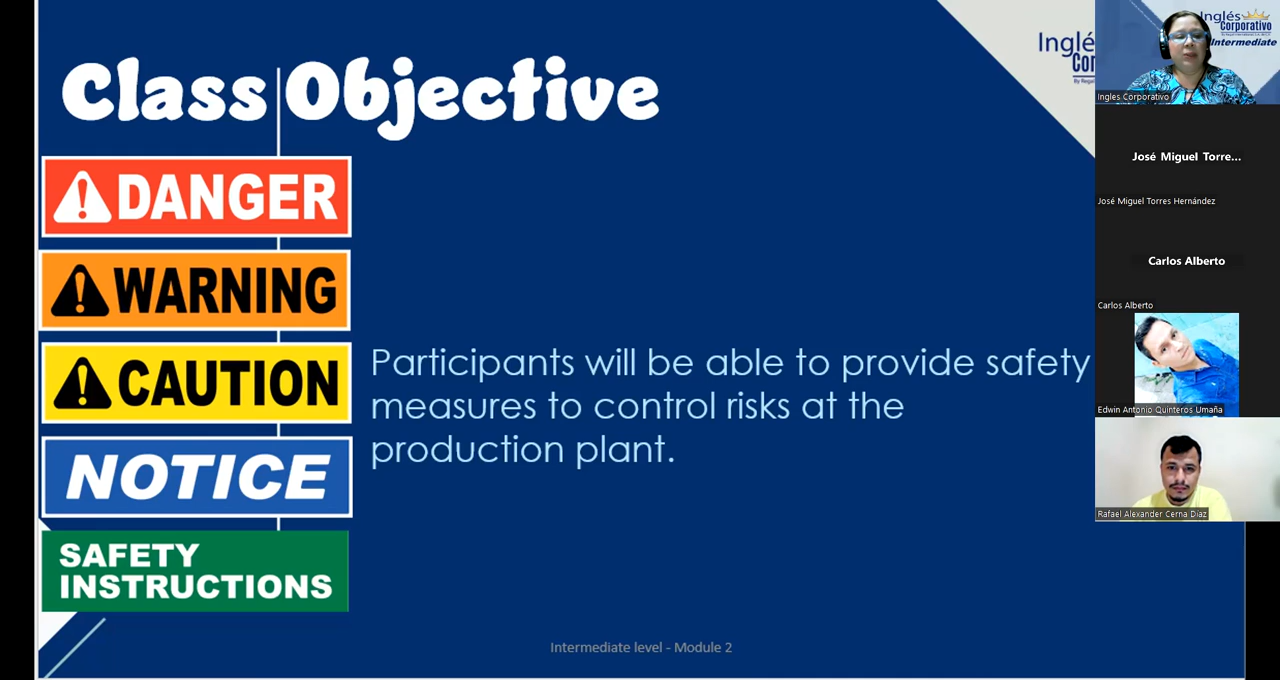 Class Objective
DANGER
WARNING
CAUTION
NOTICE
SAFETY
INSTRUCTIONS
Participants will be able to provide safety
measures to control risks at the
production plant.
Intermediate level - Module 2
Inglés
Corporativo
Intermediate
Ingles Corporativo
José Miguel Torre...
José Miguel Torres Hernández
Carlos Alberto
Carlos Alberto
Edwin Antonio Quinteros Umaña
Rafael Alexander Cerna Diaz